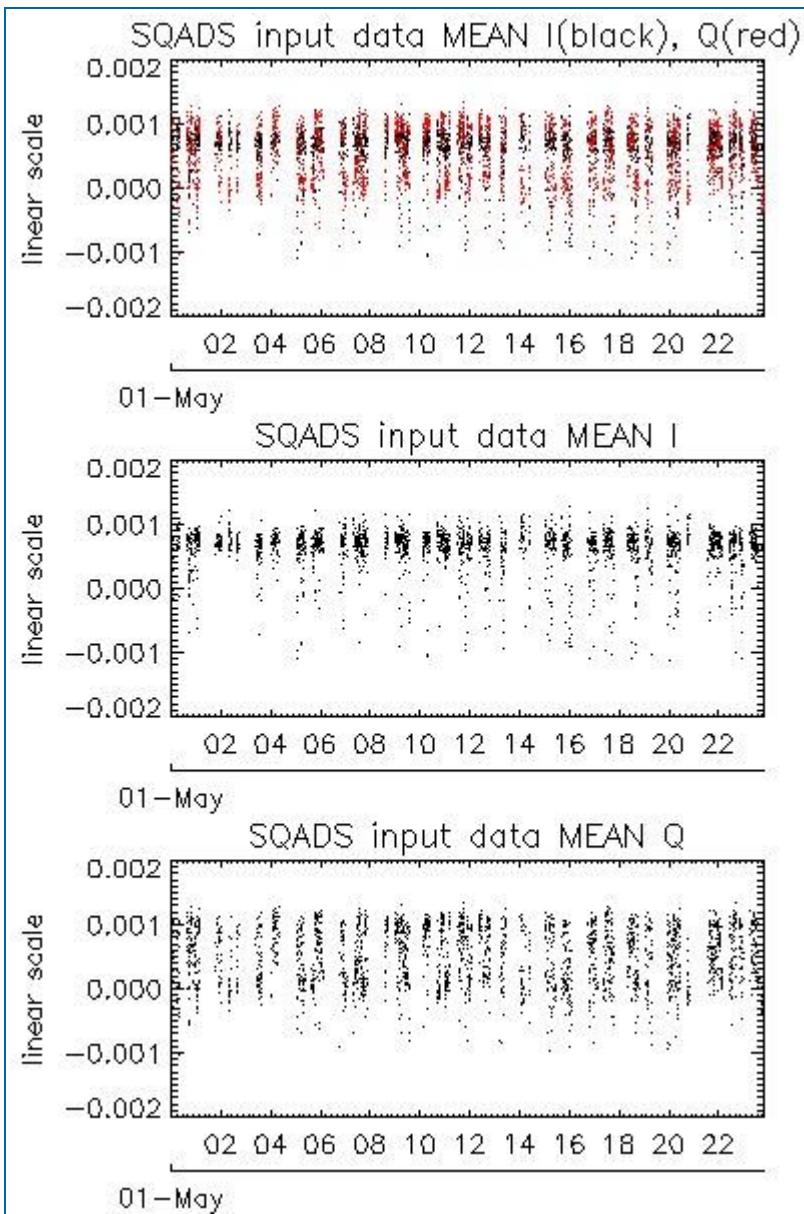 SQADS input data MEAN I(black), Q(red)
0.002
0.001
0.000
-0.001
-0.002
linear scale
02 04 06 08 10 12 14 16 18 20 22
01-May
SQADS input data MEAN I
0.002
0.001
0.000
-0.001
-0.002
linear scale
02 04 06 08 10 12 14 16 18 20 22
01-May
SQADS input data MEAN Q
0.002
0.001
0.000
-0.001
-0.002
linear scale
02 04 06 08 10 12 14 16 18 20 22
01-May